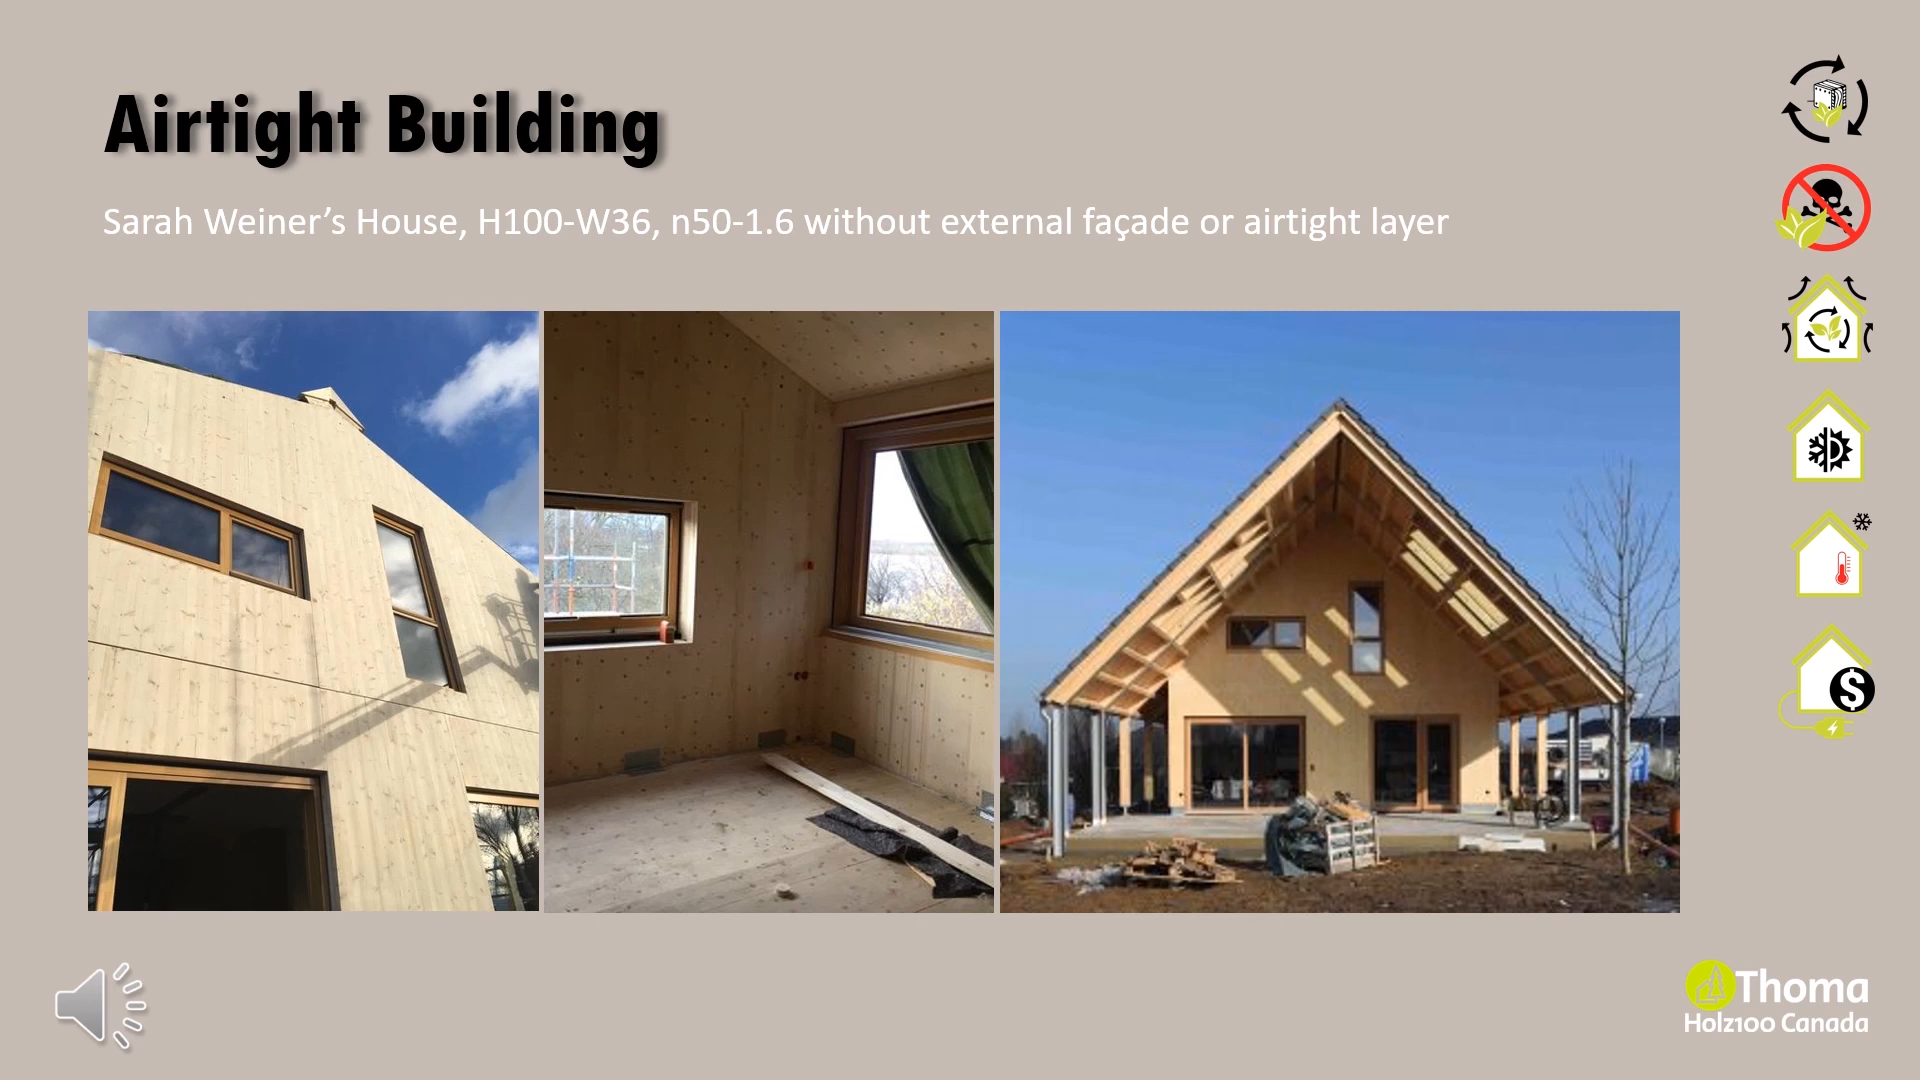 Airtight Building
Sarah Weiner’s House, H100-W36, n50-1.6 without external façade or airtight layer
$
Thoma
Holz100 Canada